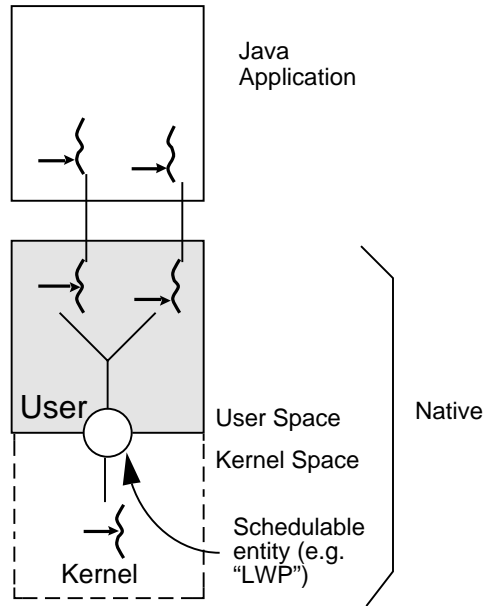 Java
Application
User
User Space
Kernel Space
Native
Schedulable
entity (e.g.
“LWP”)
Kernel